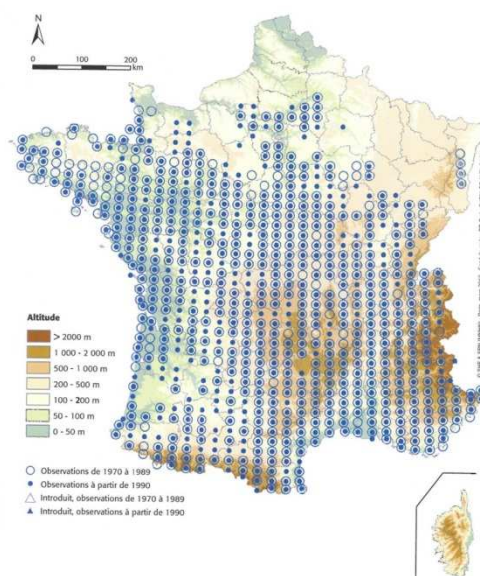 N
0 100 200
km
Altitude
> 2000 m
1 000 - 2 000 m
500 - 1 000 m
200 - 500 m
100 - 200 m
50 - 100 m
0 - 50 m
Observations de 1970 à 1989
Observations à partir de 1990
Introduit, observations de 1970 à 1989
Introduit, observations à partir de 1990